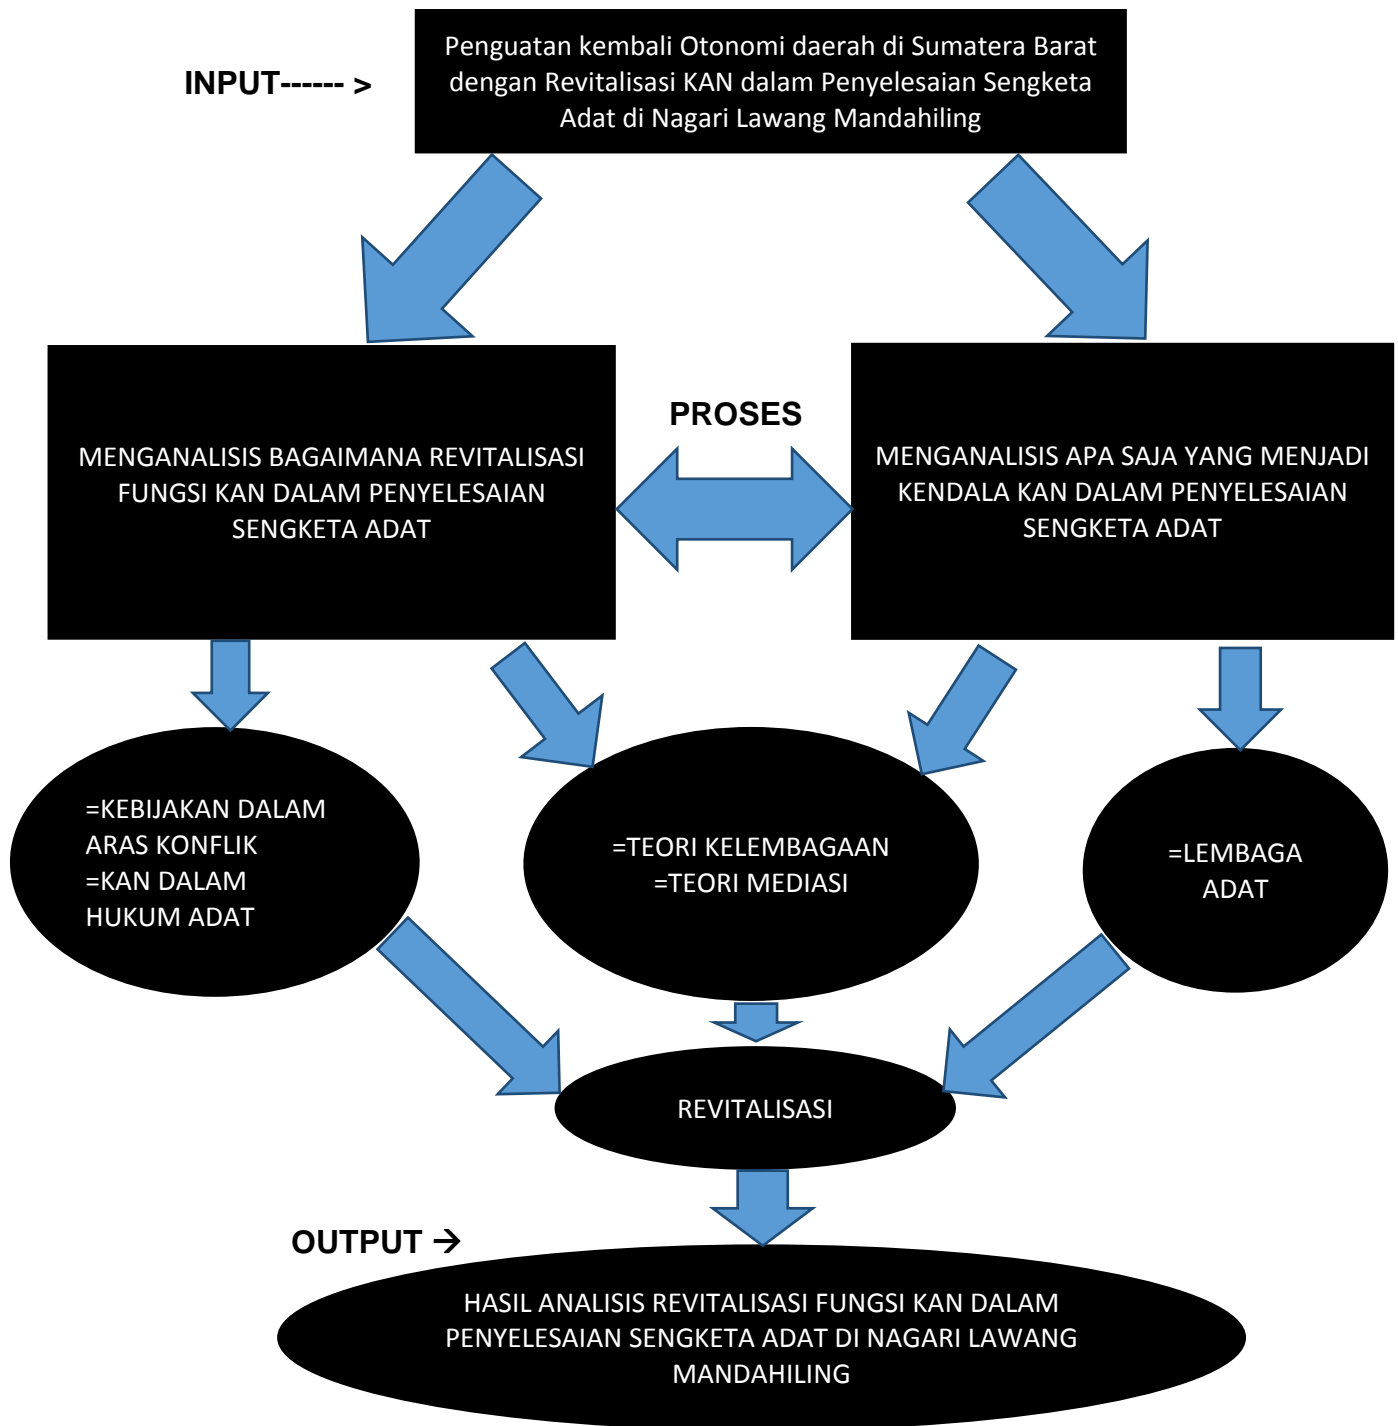 Penguatan kembali Otonomi daerah di Sumatera Barat
INPUT------ >
dengan Revitalisasi KAN dalam Penyelesaian Sengketa
Adat di Nagari Lawang Mandahiling
PROSES
MENGANALISIS BAGAIMANA REVITALISASI
FUNGSI KAN DALAM PENYELESAIAN
SENGKETA ADAT
MENGANALISIS APA SAJA YANG MENJADI
KENDALA KAN DALAM PENYELESAIAN
SENGKETA ADAT
=KEBIJAKAN DALAM
ARAS KONFLIK
=KAN DALAM
HUKUM ADAT
=TEORI KELEMBAGAAN
=TEORI MEDIASI
=LEMBAGA
ADAT
REVITALISASI
OUTPUT →
HASIL ANALISIS REVITALISASI FUNGSI KAN DALAM
PENYELESAIAN SENGKETA ADAT DI NAGARI LAWANG
MANDAHILING